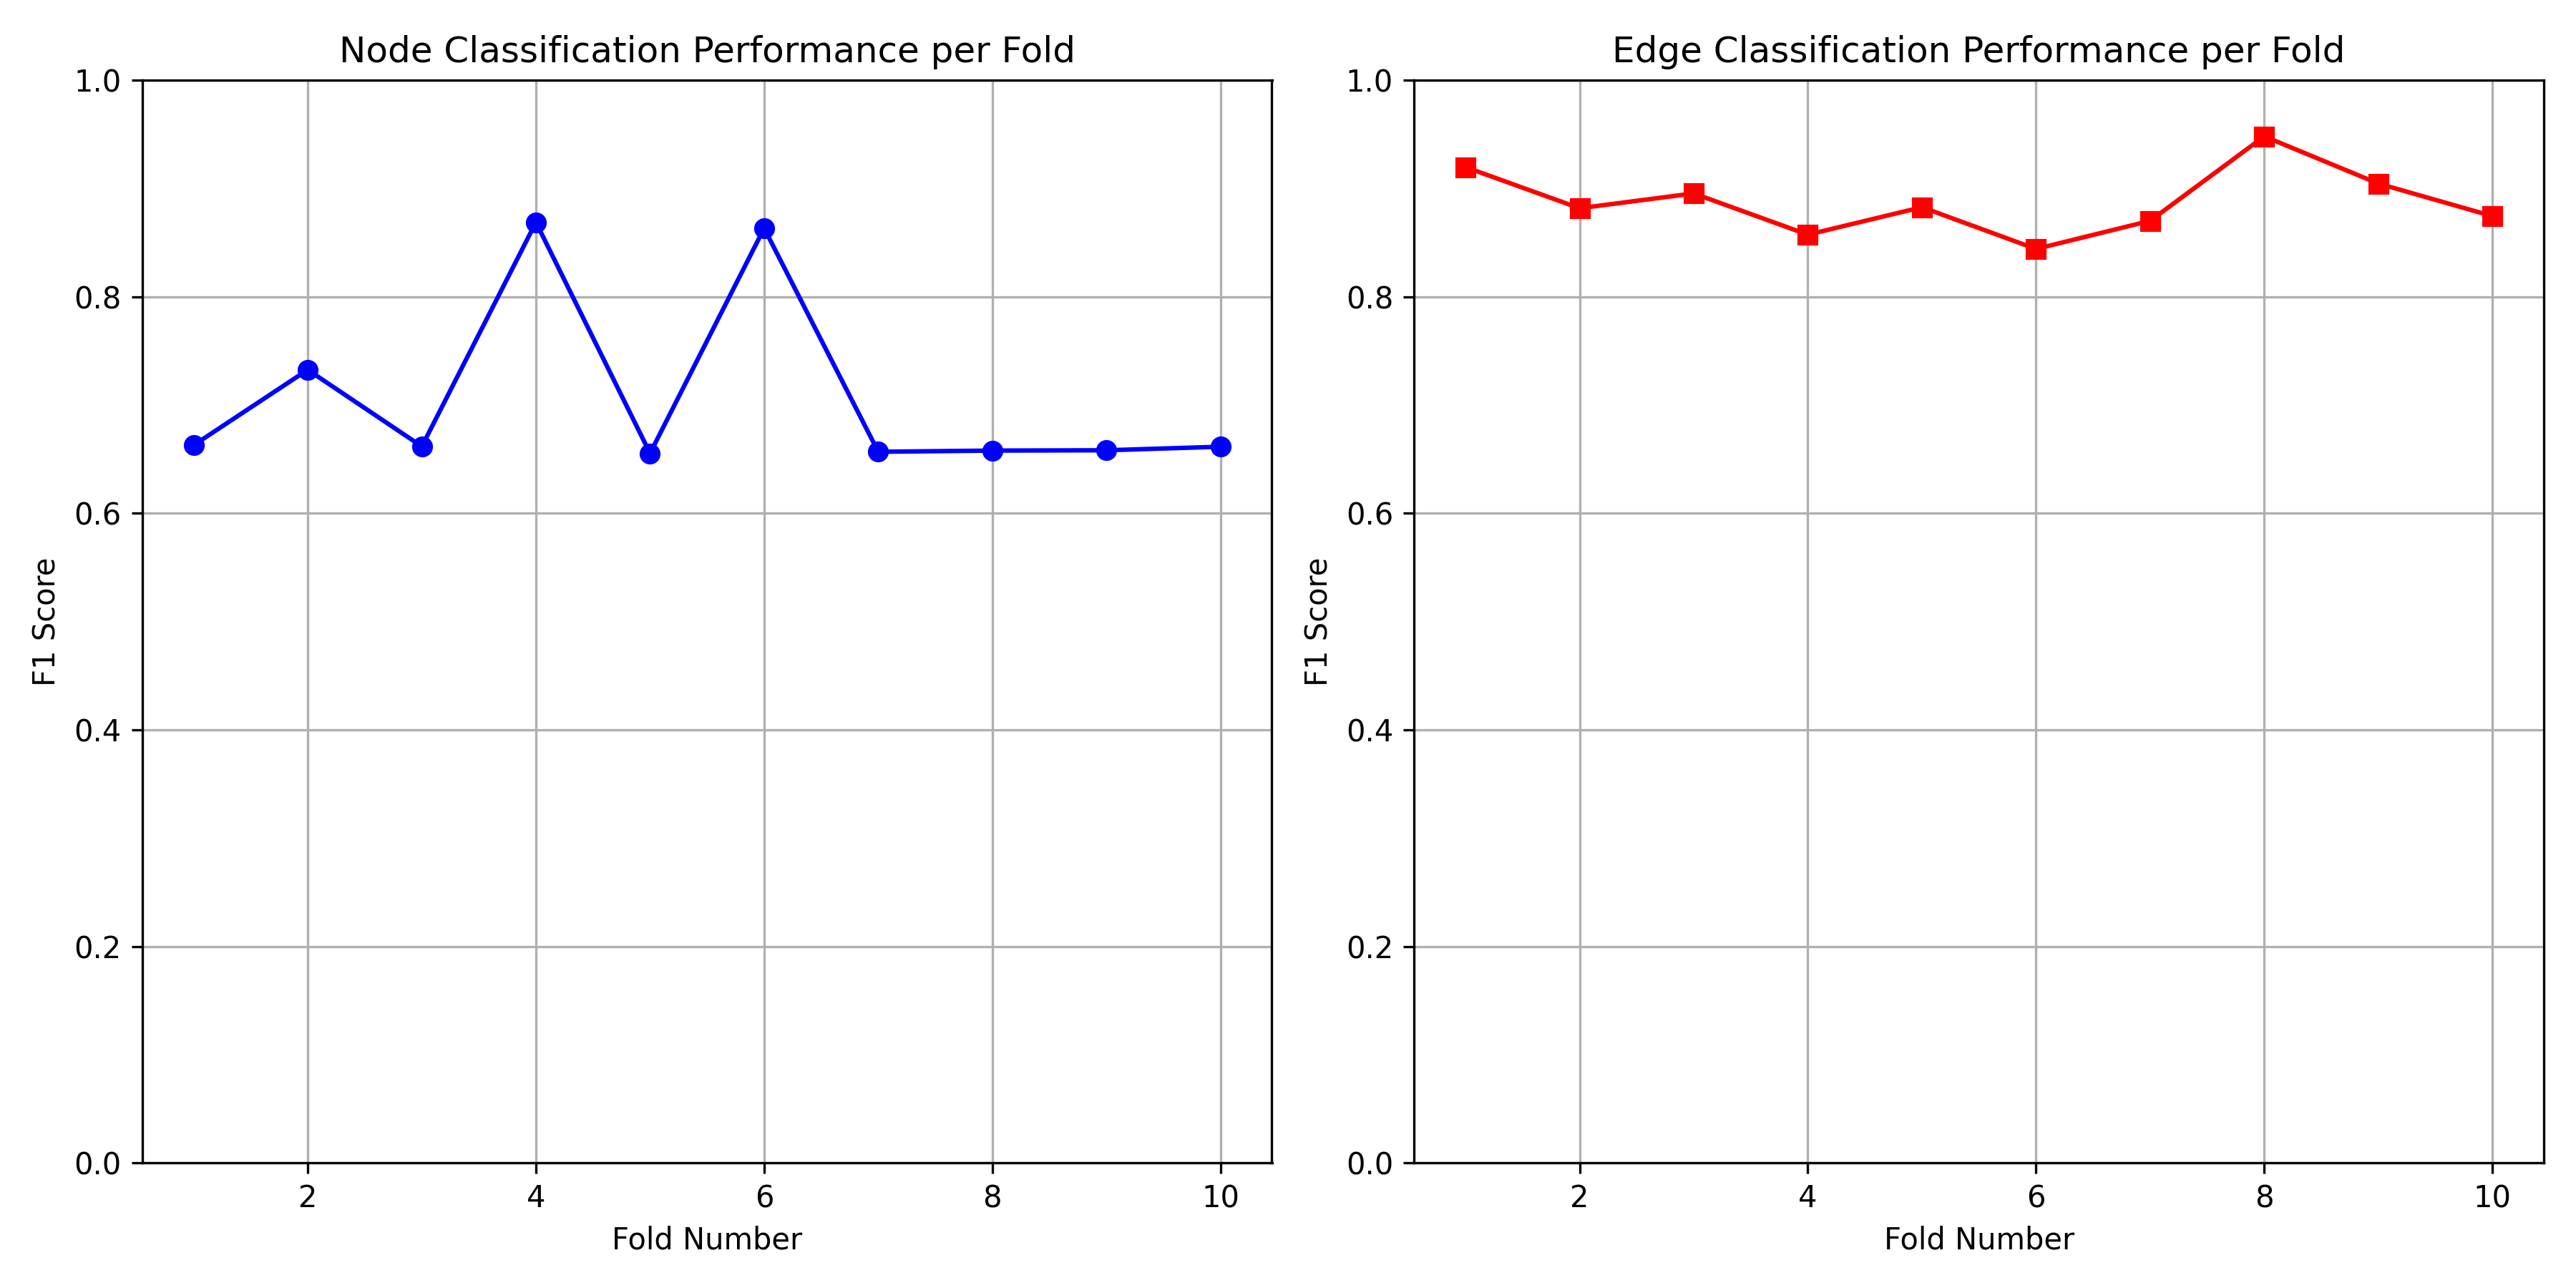 Node Classification Performance per Fold
1.0
0.8
0.6
0.4
0.2
0.0
F1 Score
2 4 6 8 10
Fold Number
Edge Classification Performance per Fold
1.0
0.8
0.6
0.4
0.2
0.0
F1 Score
2 4 6 8 10
Fold Number